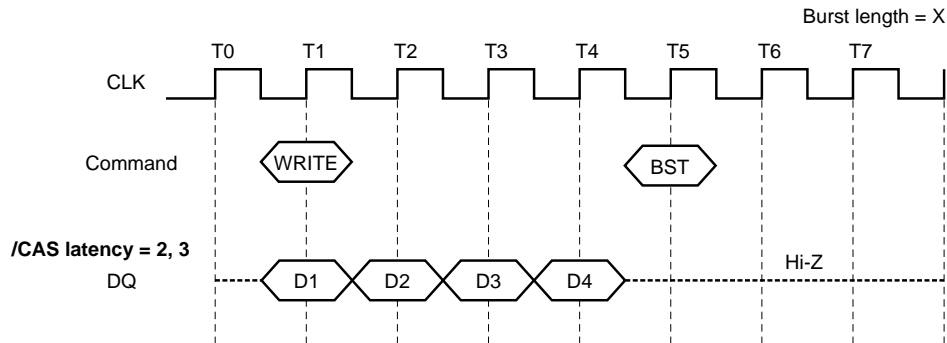 Burst length = X
T0 T1 T2 T3 T4 T5 T6 T7
CLK
Command WRITE BST
/CAS latency = 2, 3
Hi-Z
DQ D1 D2 D3 D4